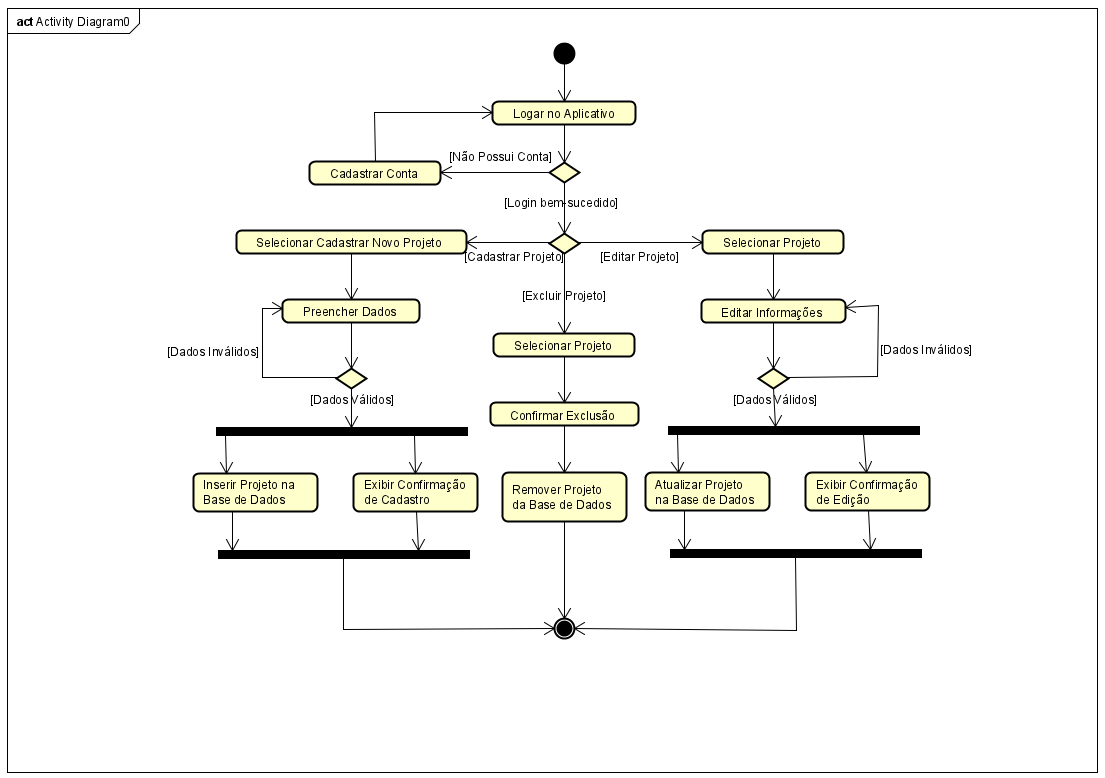 act Activity Diagram0
Logar no Aplicativo
[Não Possui Conta]
Cadastrar Conta
[Login bem-sucedido]
Selecionar Cadastrar Novo Projeto
Selecionar Projeto
[Cadastrar Projeto]
[Editar Projeto]
[Excluir Projeto]
Preencher Dados
Editar Informações
Selecionar Projeto
[Dados Inválidos]
[Dados Inválidos]
[Dados Válidos]
[Dados Válidos]
Confirmar Exclusão
Inserir Projeto na
Base de Dados
Exibir Confirmação
de Cadastro
Remover Projeto
da Base de Dados
Atualizar Projeto
na Base de Dados
Exibir Confirmação
de Edição